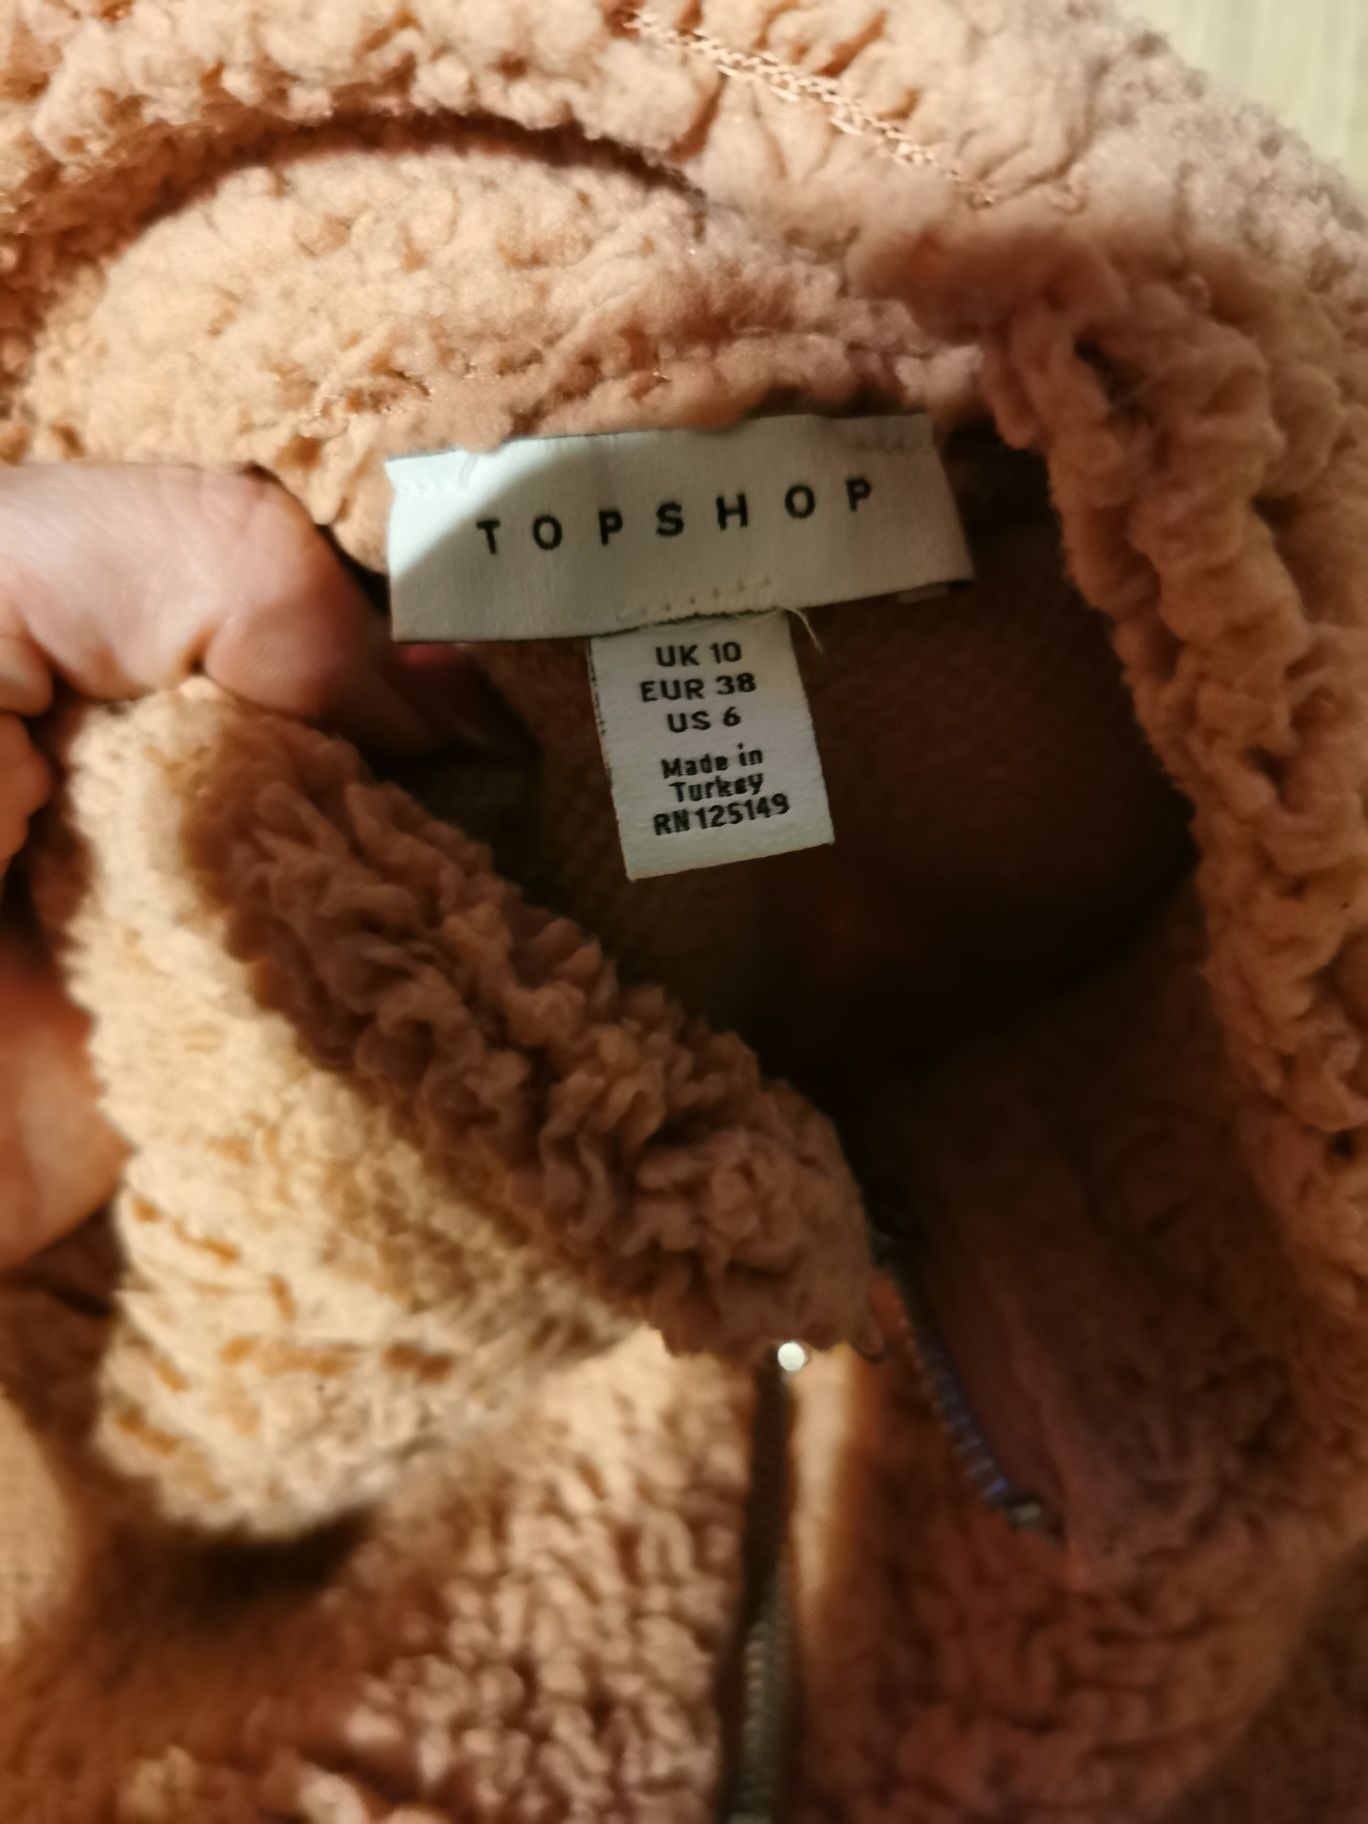 TOPSHOP
UK 10
EUR 38
US 6
Made in
Turkey
RN 125149